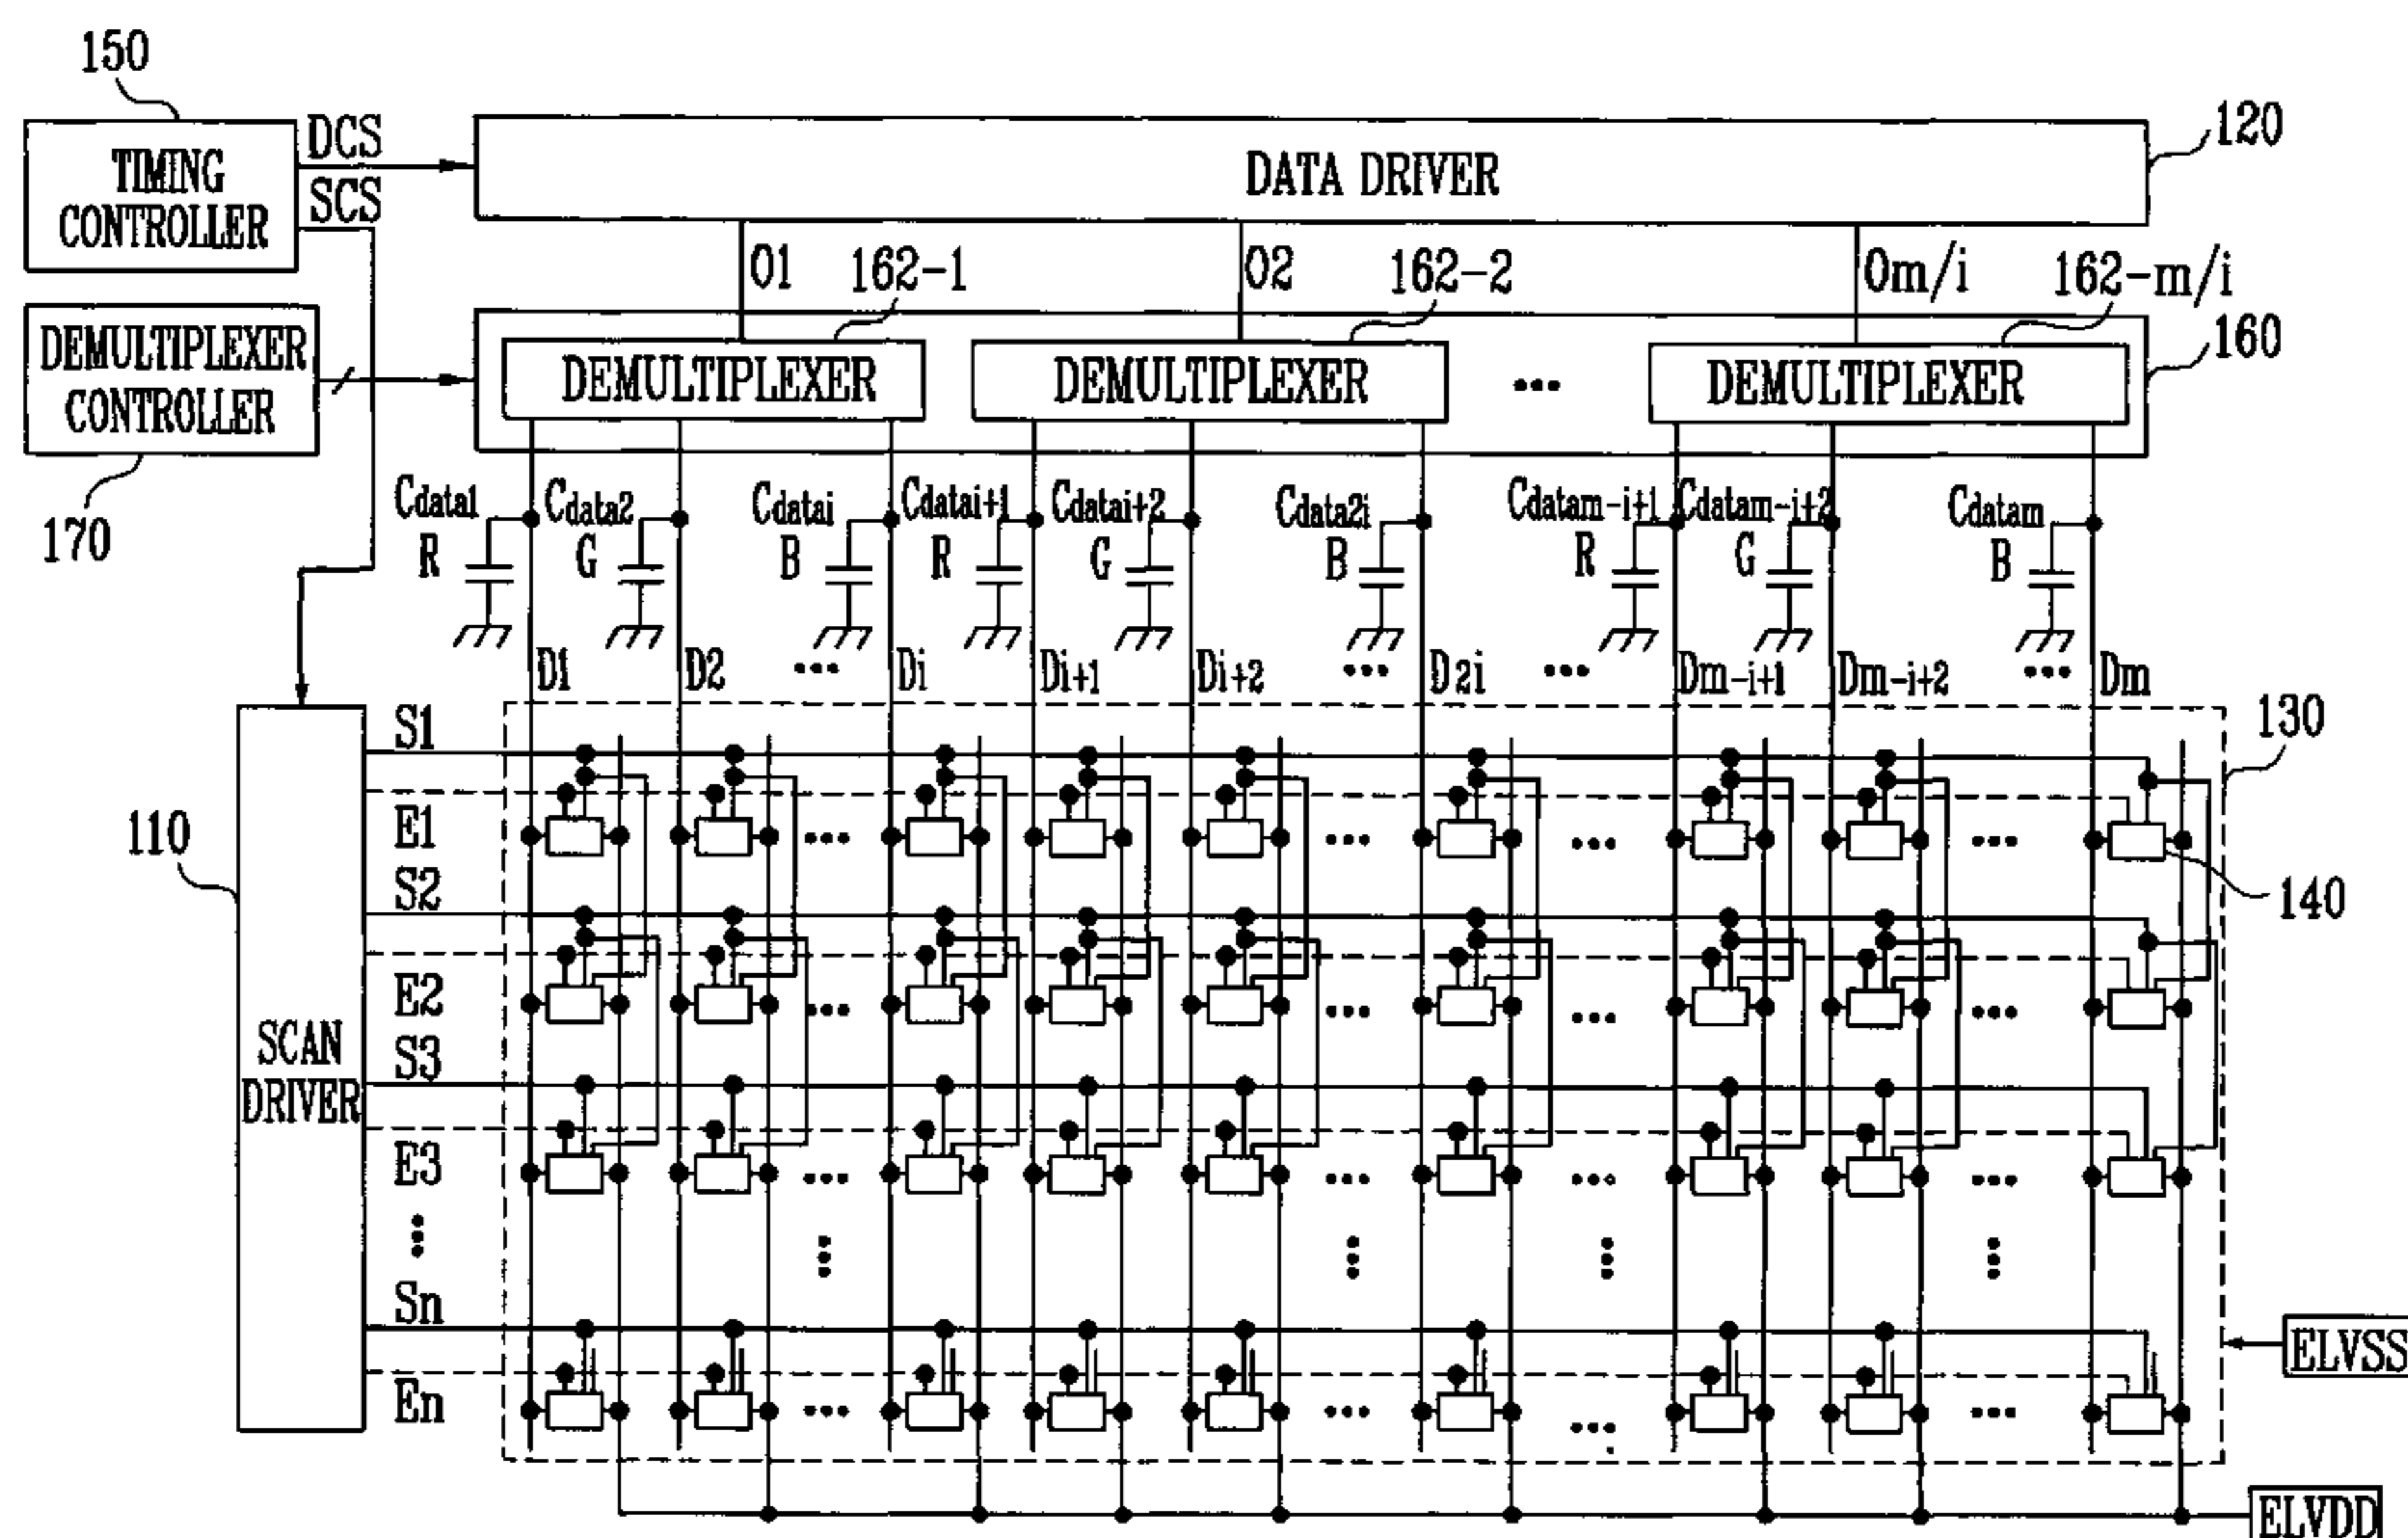 150
TIMING
CONTROLLER
DCS
SCS
DATA DRIVER
120
O1
162-1
O2
162-2
Om/i
162-m/i
DEMULTIPLEXER
CONTROLLER
170
DEMULTIPLEXER
DEMULTIPLEXER
...
DEMULTIPLEXER
160
Cdata1
Cdata2
Cdatai
Cdatai+1
Cdatai+2
Cdata2i
Cdatam-i+1
Cdatam-i+2
Cdatam
R
G
B
R
G
B
R
G
B
D1
D2
...
Di
Di+1
Di+2
...
D2i
...
Dm-i+1
Dm-i+2
...
Dm
130
110
SCAN
DRIVER
S1
E1
140
S2
E2
S3
E3
Sn
En
ELVSS
ELVDD